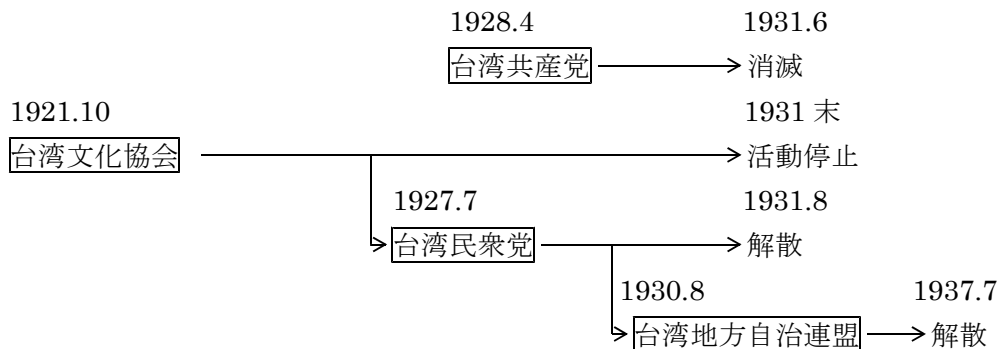 1928.4 1931.6
台湾共産党 消滅
1921.10 1931 末
台湾文化協会 活動停止
1927.7 1931.8
台湾民衆党 解散
1930.8 1937.7
台湾地方自治連盟 解散